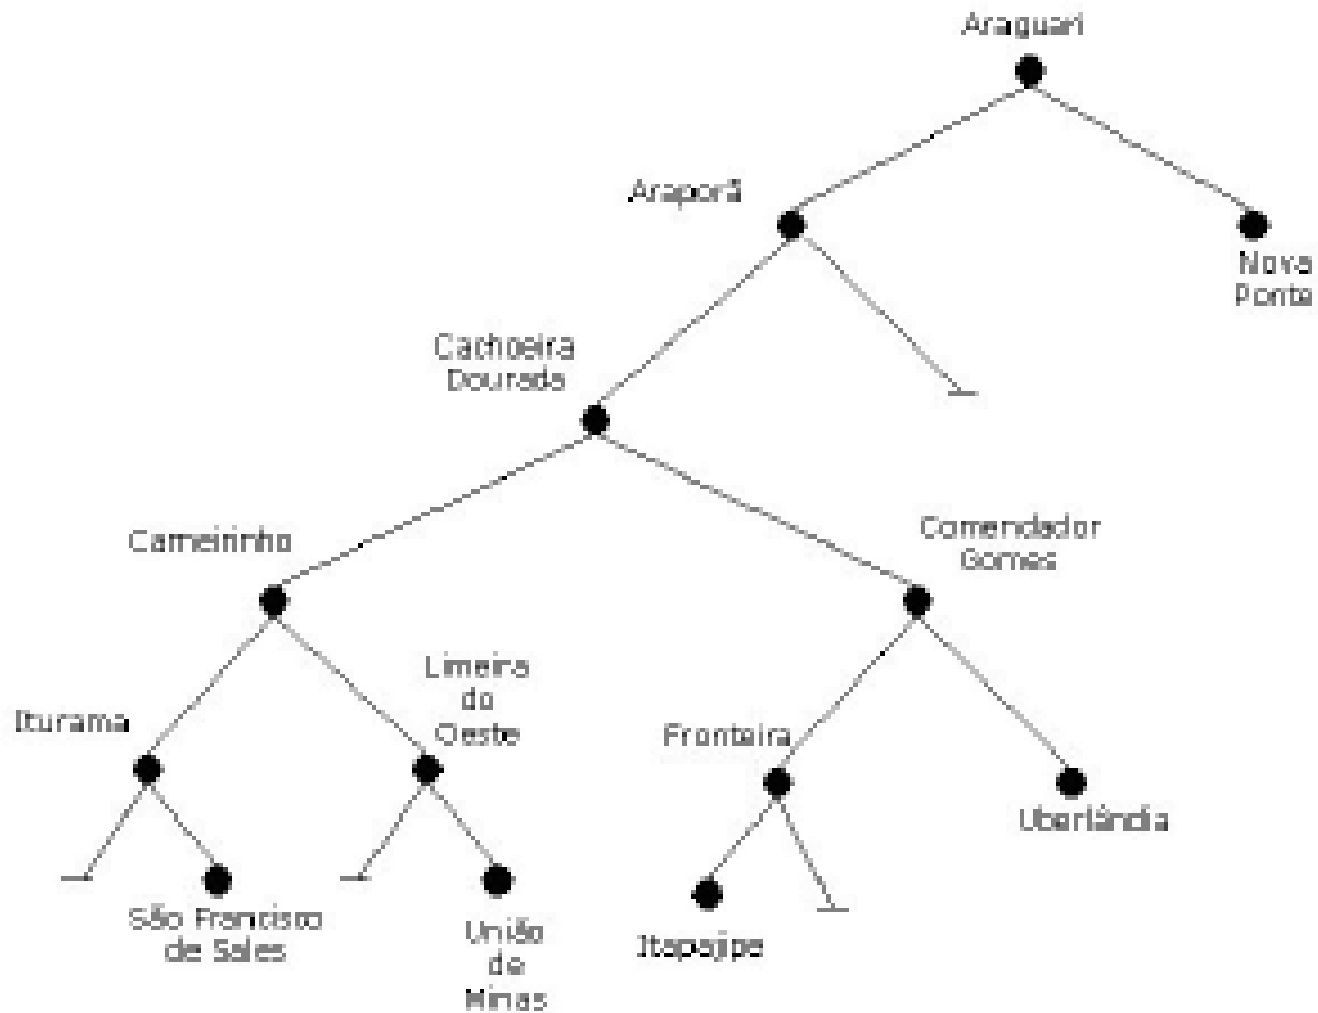 Araguari
Araporã
Nova
Ponte
Cachoeira
Dourada
Carneirinho
Comendador
Gomes
Limeira
do
Oeste
Iturama
Fronteira
Uberlândia
São Francisco
de Sales
União
de
Minas
Itapajipe